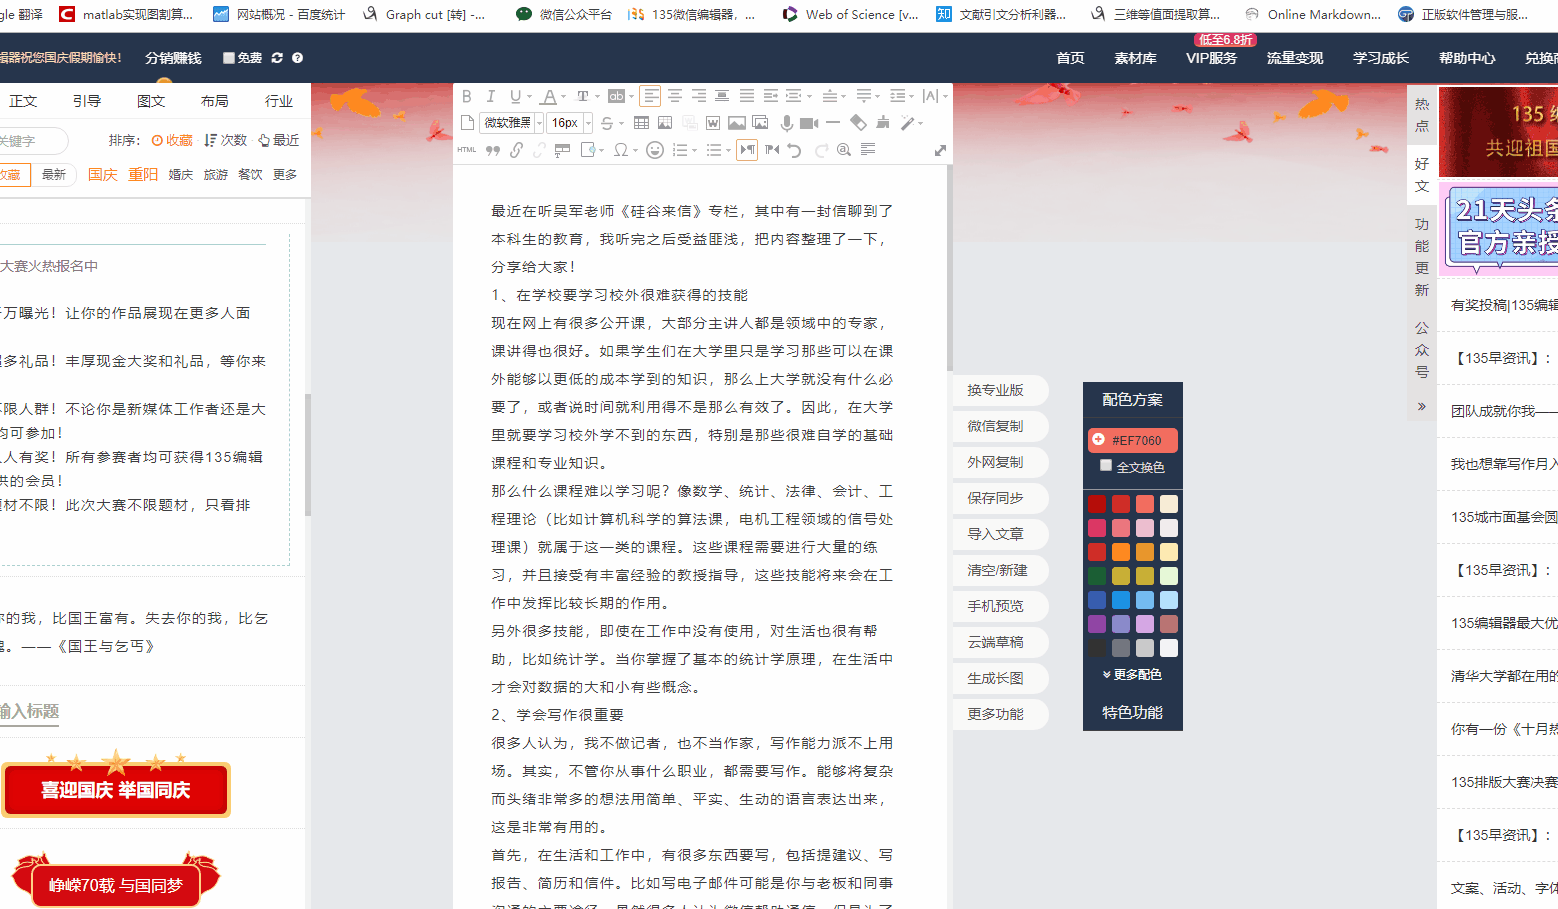 gle 翻译
matlab实现图割算...
网站概况 - 百度统计
Graph cut [转] -...
微信公众平台
135微信编辑器，...
Web of Science [v...
文献引文分析利器...
三维等值面提取算...
Online Markdown...
正版软件管理与服...
辑器祝您国庆假期愉快！
分销赚钱
免费
首页
素材库
低至6.8折
VIP服务
流量变现
学习成长
帮助中心
兑换商
正文
引导
图文
布局
行业
关键字
排序：
收藏
次数
最近
收藏
最新
国庆
重阳
婚庆
旅游
餐饮
更多
大赛火热报名中
千万曝光！让你的作品展现在更多人面
超多礼品！丰厚现金大奖和礼品，等你来
不限人群！不论你是新媒体工作者还是大
均可参加！
人人有奖！所有参赛者均可获得135编辑
供的会员！
题材不限！此次大赛不限题材，只看排
你的我，比国王富有。失去你的我，比乞
。——《国王与乞丐》
输入标题
喜迎国庆 举国同庆
峥嵘70载 与国同梦
微软雅黑
16px
HTML
最近在听吴军老师《硅谷来信》专栏，其中有一封信聊到了
本科生的教育，我听完之后受益匪浅，把内容整理了一下，
分享给大家！
1、在学校要学习校外很难获得的技能
现在网上有很多公开课，大部分主讲人都是领域中的专家，
课讲得也很好。如果学生们在大学里只是学习那些可以在课
外能够以更低的成本学到的知识，那么上大学就没有什么必
要了，或者说时间就利用得不是那么有效了。因此，在大学
里就要学习校外学不到的东西，特别是那些很难自学的基础
课程和专业知识。
那么什么课程难以学习呢？像数学、统计、法律、会计、工
程理论（比如计算机科学的算法课，电机工程领域的信号处
理课）就属于这一类的课程。这些课程需要进行大量的练
习，并且接受有丰富经验的教授指导，这些技能将来会在工
作中发挥比较长期的作用。
另外很多技能，即使在工作中没有使用，对生活也很有帮
助，比如统计学。当你掌握了基本的统计学原理，在生活中
才会对数据的大和小有些概念。
2、学会写作很重要
很多人认为，我不做记者，也不当作家，写作能力派不上用
场。其实，不管你从事什么职业，都需要写作。能够将复杂
而头绪非常多的想法用简单、平实、生动的语言表达出来，
这是非常有用的。
首先，在生活和工作中，有很多东西要写，包括提建议、写
报告、简历和信件。比如写电子邮件可能是你与老板和同事
沟通的主要途径。虽然很多人认为微信帮助通信，但是为了
换专业版
微信复制
外网复制
保存同步
导入文章
清空/新建
手机预览
云端草稿
生成长图
更多功能
配色方案
#EF7060
全文换色
更多配色
特色功能
热点
好文
功能更新
公众号
»
135 编
共迎祖国
21天头条
官方亲授
有奖投稿|135编辑
【135早资讯】：
团队成就你我——
我也想靠写作月入
135城市面基会圆
【135早资讯】：
135编辑器最大优
清华大学都在用的
你有一份《十月热
135排版大赛决赛
【135早资讯】：
文案、活动、字体